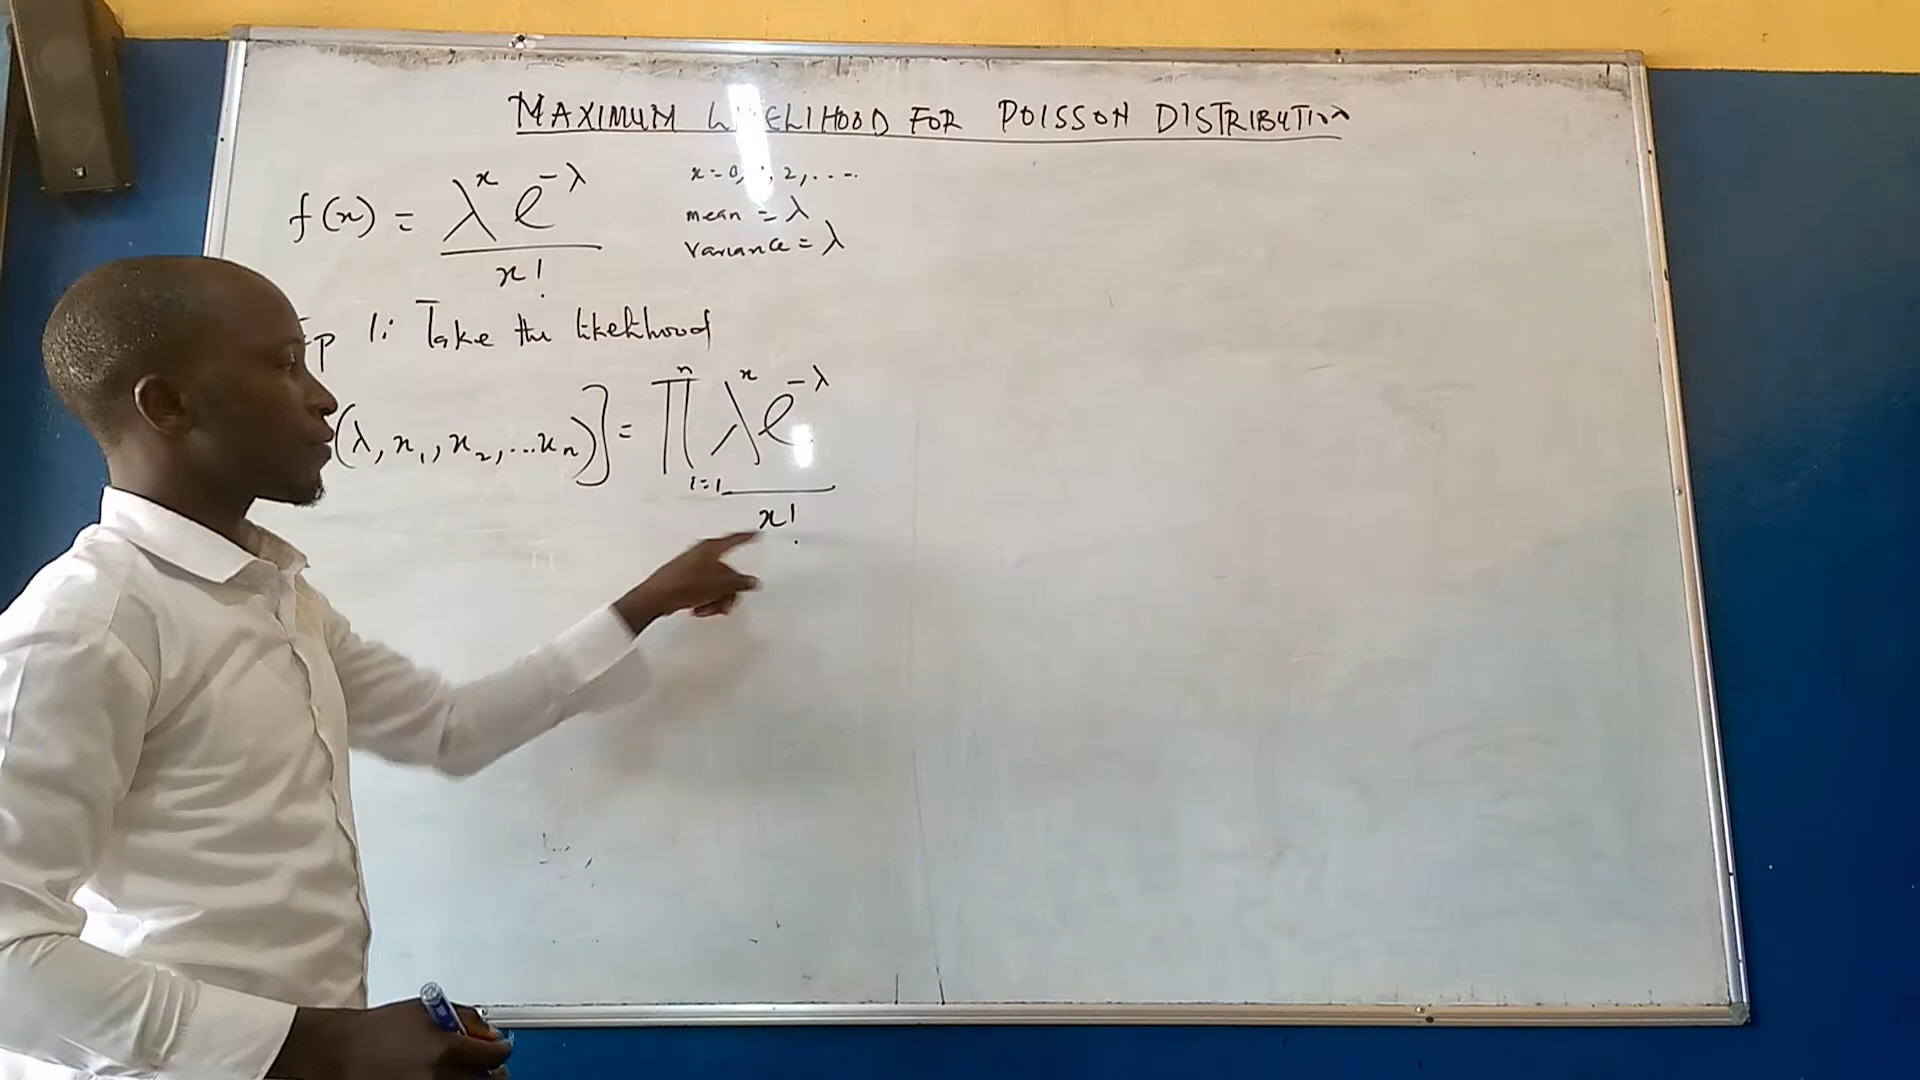 MAXIMUM LIKELIHOOD FOR POISSON DISTRIBUTION
f(x) = λ^x e^-λ / x!
x = 0, 1, 2, ....
mean = λ
variance = λ
1: Take the likelihood
(λ, x₁, x₂, ... xₙ)] = ∏ⁿ i=1 λ^x e^-λ / x!